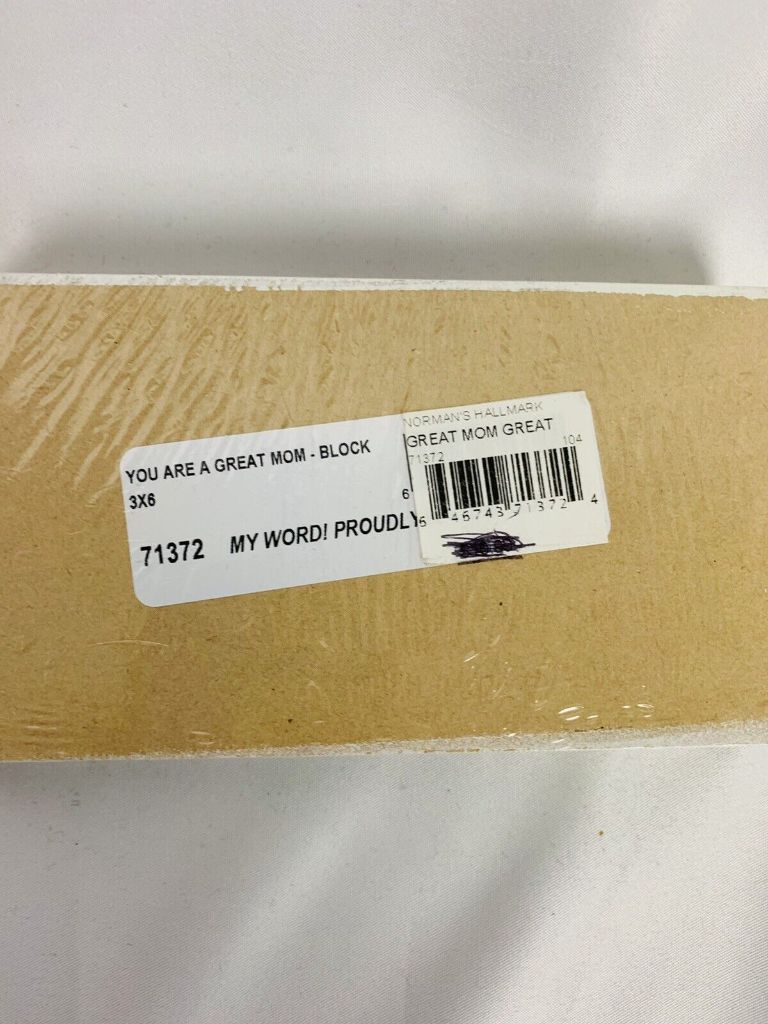 YOU ARE A GREAT MOM - BLOCK
3X6
6
71372 MY WORD! PROUDLY
NORMAN'S HALLMARK
GREAT MOM GREAT
71372 104
6 46743 71372 4